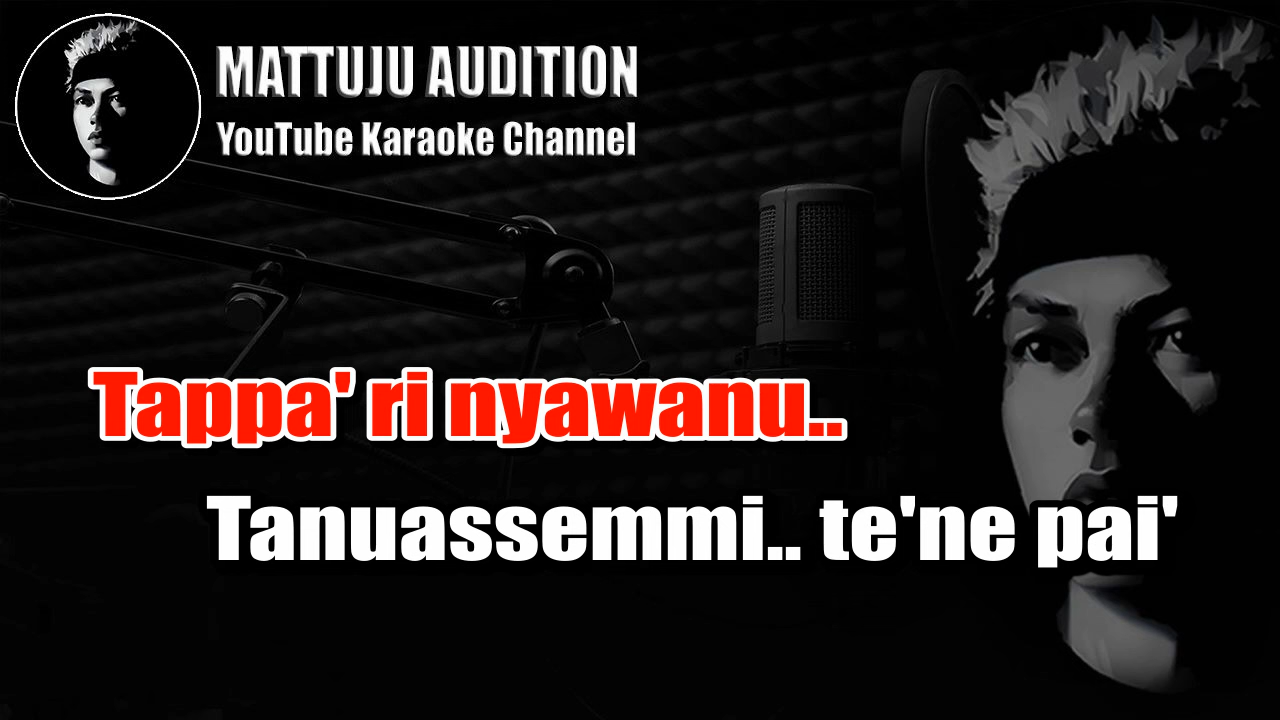 MATTUJU AUDITION
YouTube Karaoke Channel
Tappa' ri nyawanu..
Tanuassemmi.. te'ne pai'